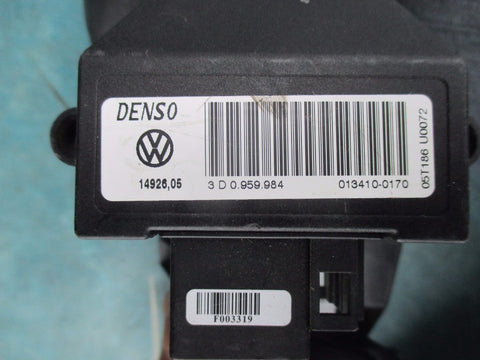 DENSO
14926,05
3 D 0.959.984
013410-0170
05T186 U0072
F003319